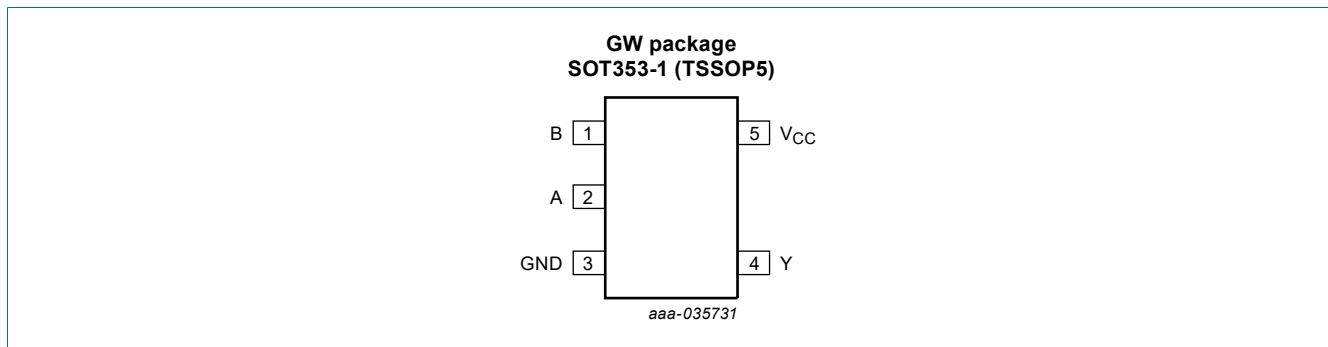 GW package
SOT353-1 (TSSOP5)
B 1 5 VCC
A 2
GND 3 4 Y
aaa-035731